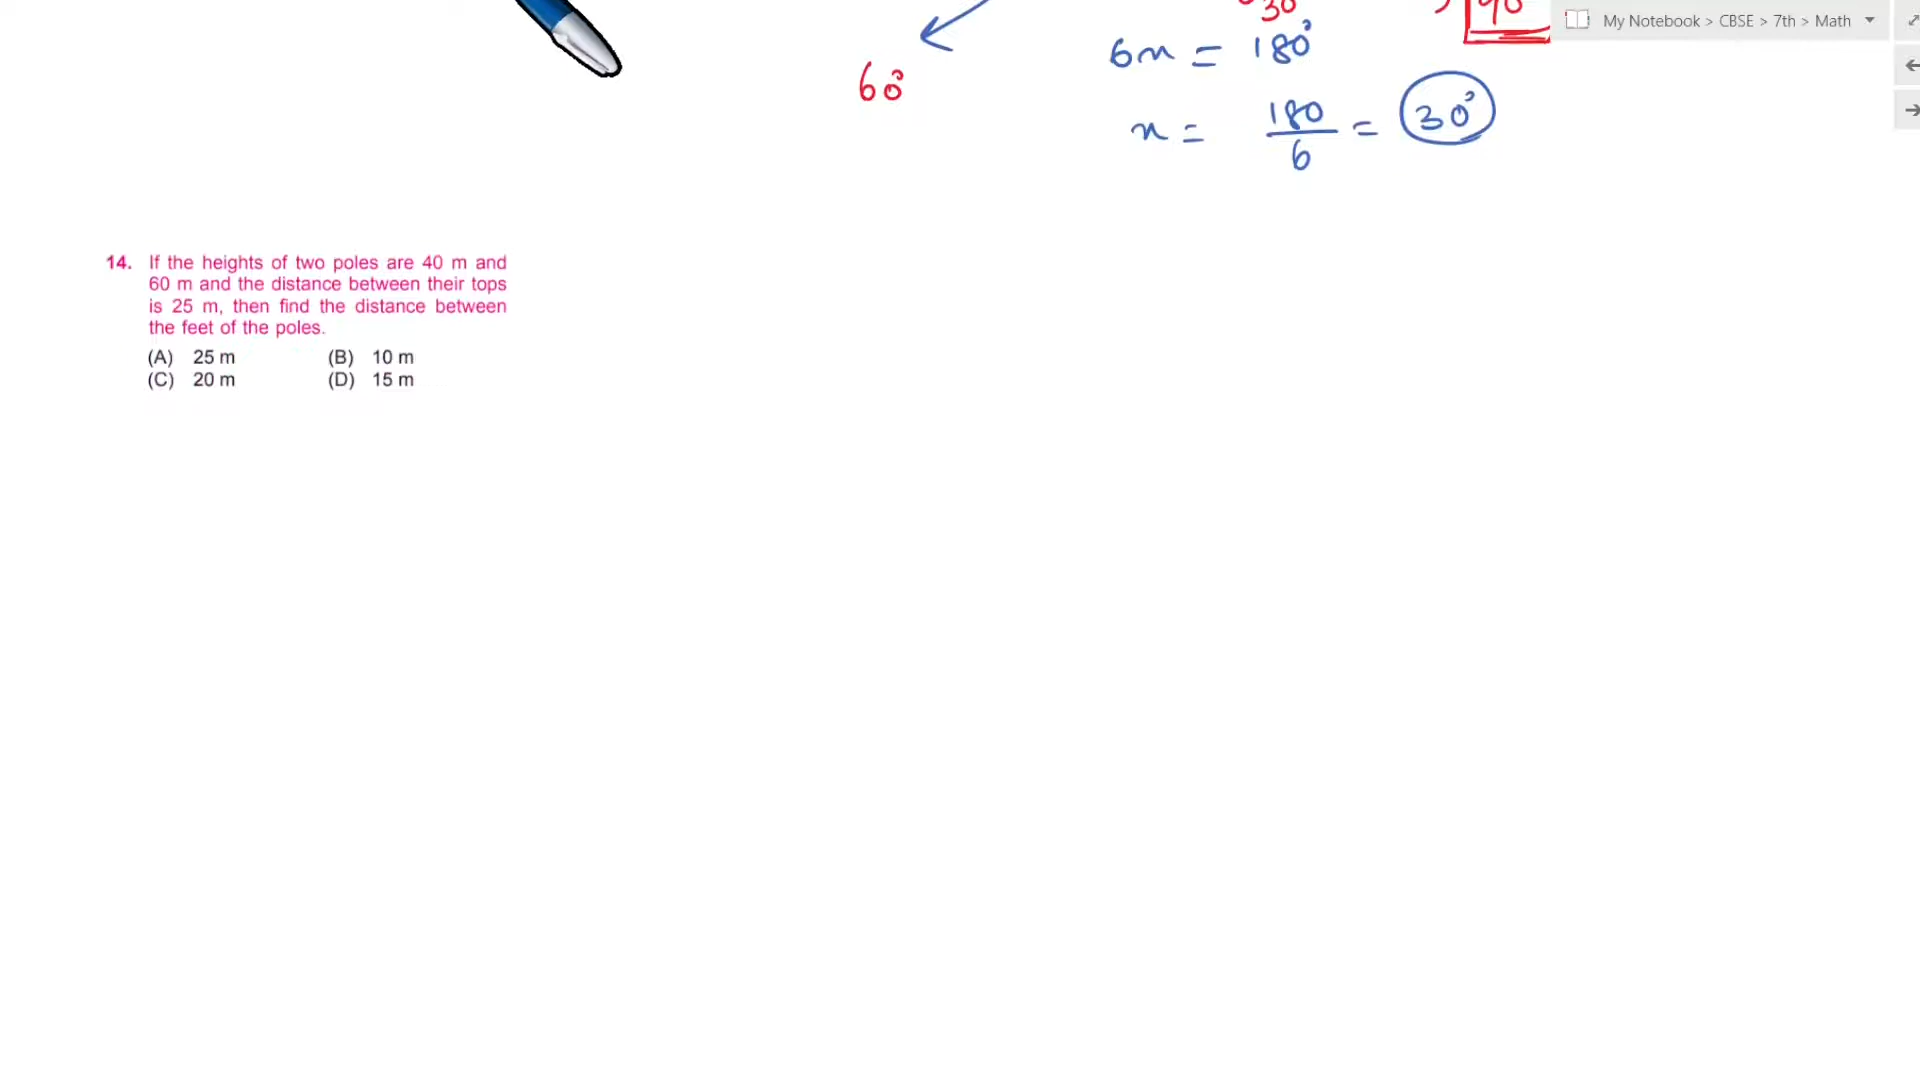 30
90
My Notebook > CBSE > 7th > Math
6x = 180°
60°
x = 180/6 = 30°
14. If the heights of two poles are 40 m and
60 m and the distance between their tops
is 25 m, then find the distance between
the feet of the poles.
(A) 25 m (B) 10 m
(C) 20 m (D) 15 m